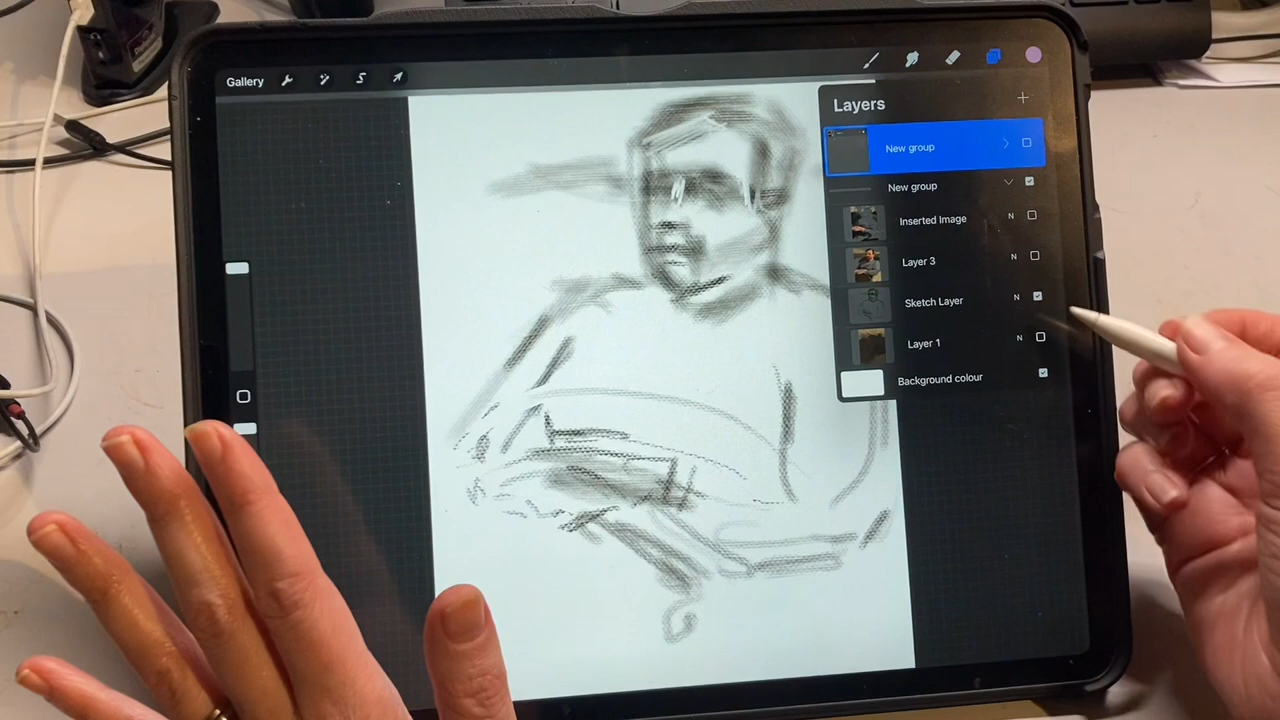 Gallery
Layers
New group
New group
Inserted Image N
Layer 3 N
Sketch Layer N
Layer 1 N
Background colour